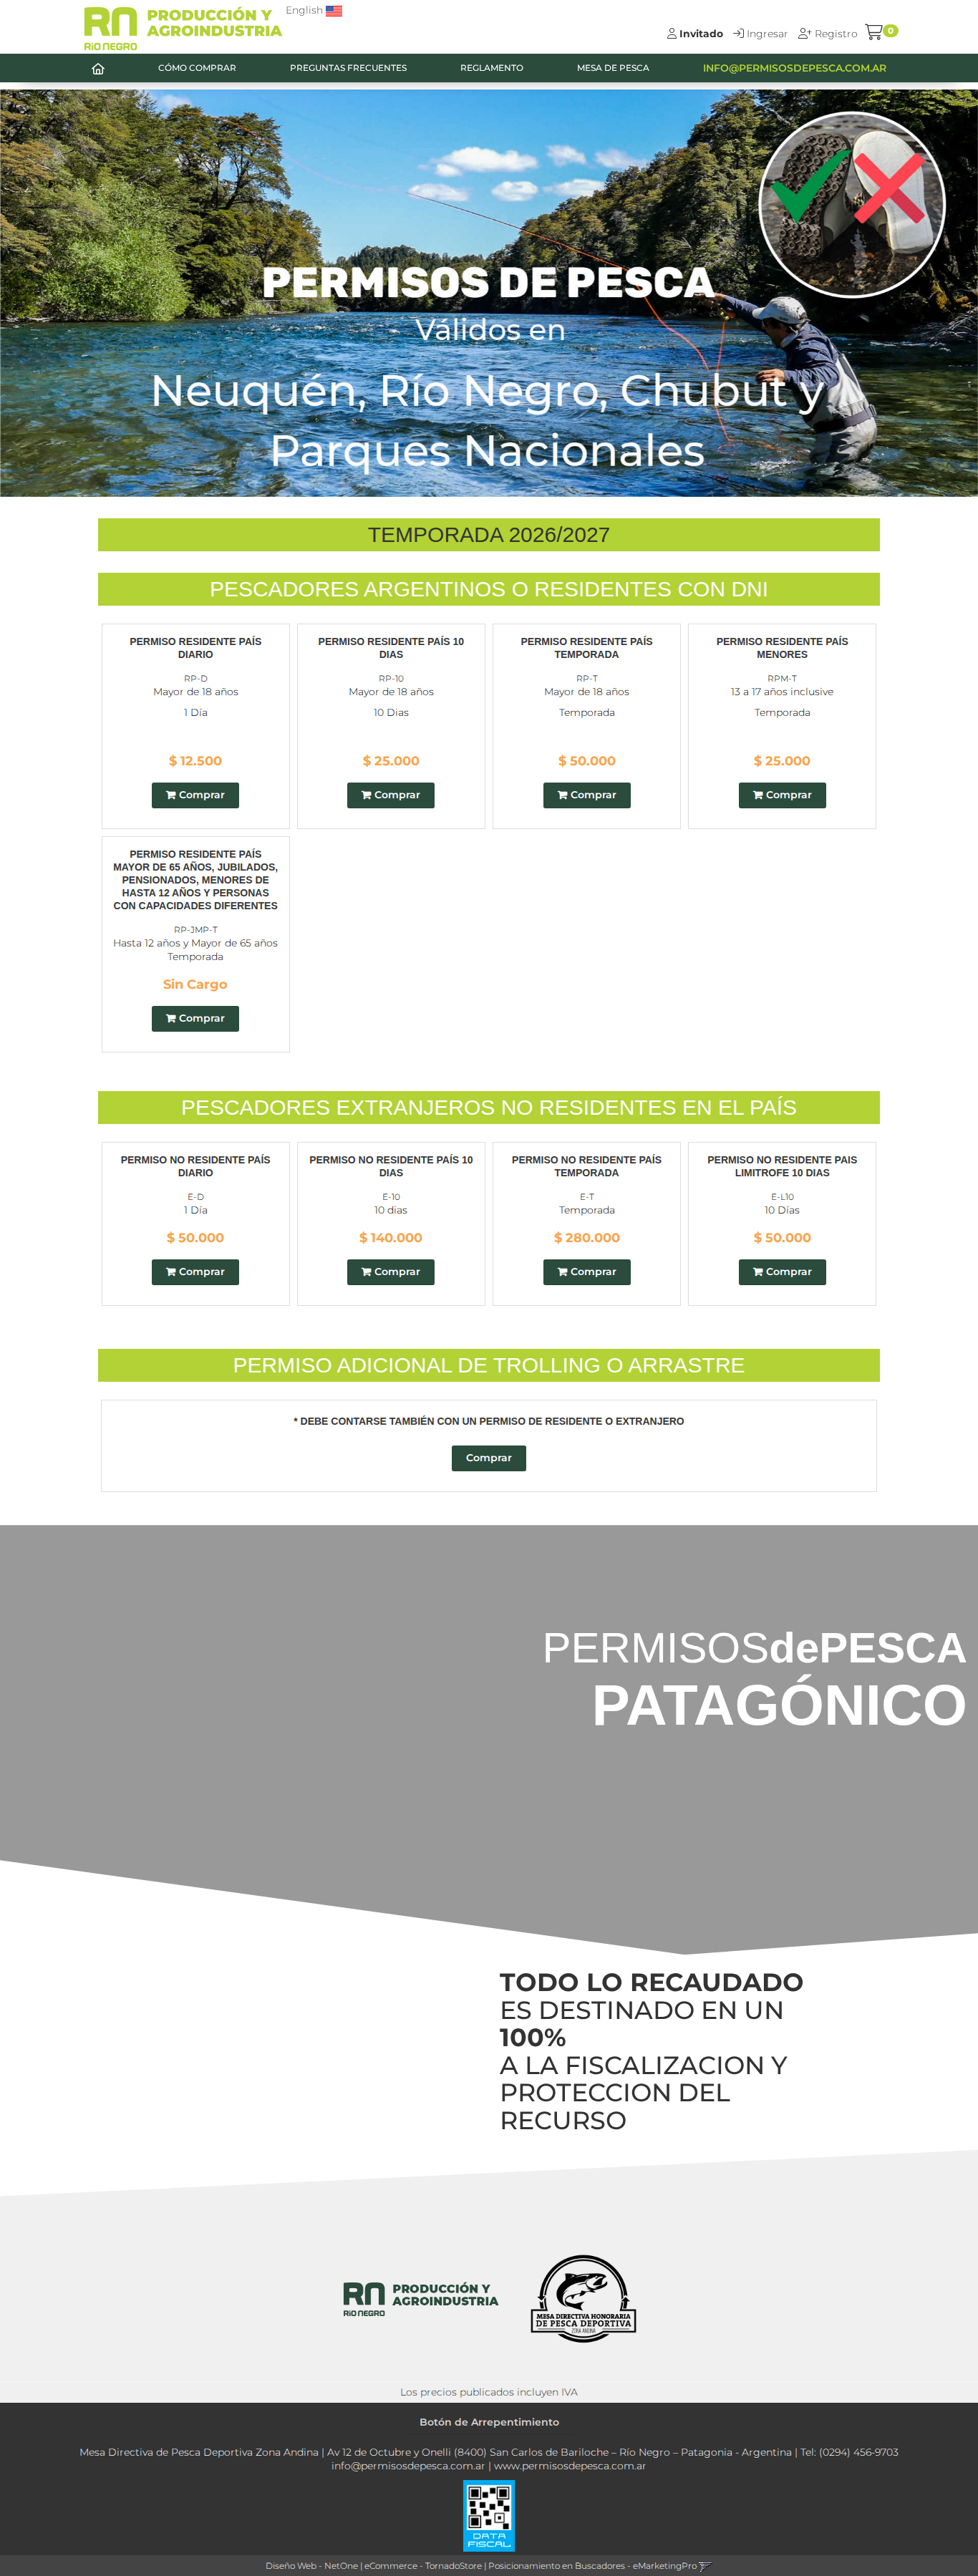 RN
RÍO NEGRO
PRODUCCIÓN Y
AGROINDUSTRIA
English
Invitado
Ingresar
Registro
0
CÓMO COMPRAR
PREGUNTAS FRECUENTES
REGLAMENTO
MESA DE PESCA
INFO@PERMISOSDEPESCA.COM.AR
PERMISOS DE PESCA
Válidos en
Neuquén, Río Negro, Chubut y
Parques Nacionales
TEMPORADA 2026/2027
PESCADORES ARGENTINOS O RESIDENTES CON DNI
PERMISO RESIDENTE PAÍS
DIARIO
RP-D
Mayor de 18 años
1 Día
$ 12.500
Comprar
PERMISO RESIDENTE PAÍS 10
DIAS
RP-10
Mayor de 18 años
10 Dias
$ 25.000
Comprar
PERMISO RESIDENTE PAÍS
TEMPORADA
RP-T
Mayor de 18 años
Temporada
$ 50.000
Comprar
PERMISO RESIDENTE PAÍS
MENORES
RPM-T
13 a 17 años inclusive
Temporada
$ 25.000
Comprar
PERMISO RESIDENTE PAÍS
MAYOR DE 65 AÑOS, JUBILADOS,
PENSIONADOS, MENORES DE
HASTA 12 AÑOS Y PERSONAS
CON CAPACIDADES DIFERENTES
RP-JMP-T
Hasta 12 años y Mayor de 65 años
Temporada
Sin Cargo
Comprar
PESCADORES EXTRANJEROS NO RESIDENTES EN EL PAÍS
PERMISO NO RESIDENTE PAÍS
DIARIO
E-D
1 Día
$ 50.000
Comprar
PERMISO NO RESIDENTE PAÍS 10
DIAS
E-10
10 dias
$ 140.000
Comprar
PERMISO NO RESIDENTE PAÍS
TEMPORADA
E-T
Temporada
$ 280.000
Comprar
PERMISO NO RESIDENTE PAIS
LIMITROFE 10 DIAS
E-L10
10 Días
$ 50.000
Comprar
PERMISO ADICIONAL DE TROLLING O ARRASTRE
* DEBE CONTARSE TAMBIÉN CON UN PERMISO DE RESIDENTE O EXTRANJERO
Comprar
PERMISOSdePESCA
PATAGÓNICO
TODO LO RECAUDADO
ES DESTINADO EN UN
100%
A LA FISCALIZACION Y
PROTECCION DEL
RECURSO
RN
RÍO NEGRO
PRODUCCIÓN Y
AGROINDUSTRIA
MESA DIRECTIVA HONORARIA
DE PESCA DEPORTIVA
ZONA ANDINA
Los precios publicados incluyen IVA
Botón de Arrepentimiento
Mesa Directiva de Pesca Deportiva Zona Andina | Av 12 de Octubre y Onelli (8400) San Carlos de Bariloche – Río Negro – Patagonia - Argentina | Tel: (0294) 456-9703
info@permisosdepesca.com.ar | www.permisosdepesca.com.ar
DATA
FISCAL
Diseño Web - NetOne | eCommerce - TornadoStore | Posicionamiento en Buscadores - eMarketingPro